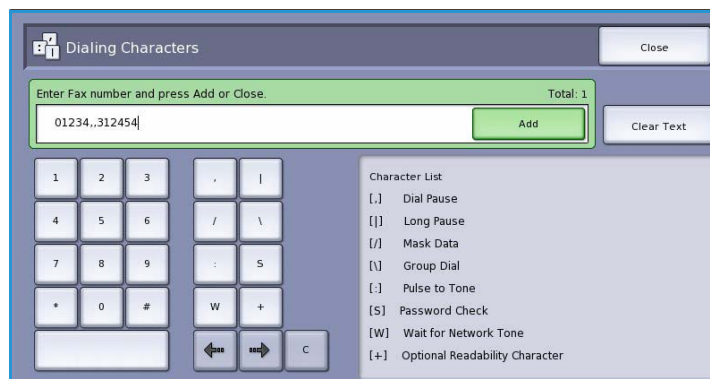 Dialing Characters
Close
Enter Fax number and press Add or Close.
Total: 1
01234,,312454
Add
Clear Text
1 2 3 , |
4 5 6 / \
7 8 9 : S
* 0 # W +
C
Character List
[,] Dial Pause
[|] Long Pause
[/] Mask Data
[\] Group Dial
[:] Pulse to Tone
[S] Password Check
[W] Wait for Network Tone
[+] Optional Readability Character